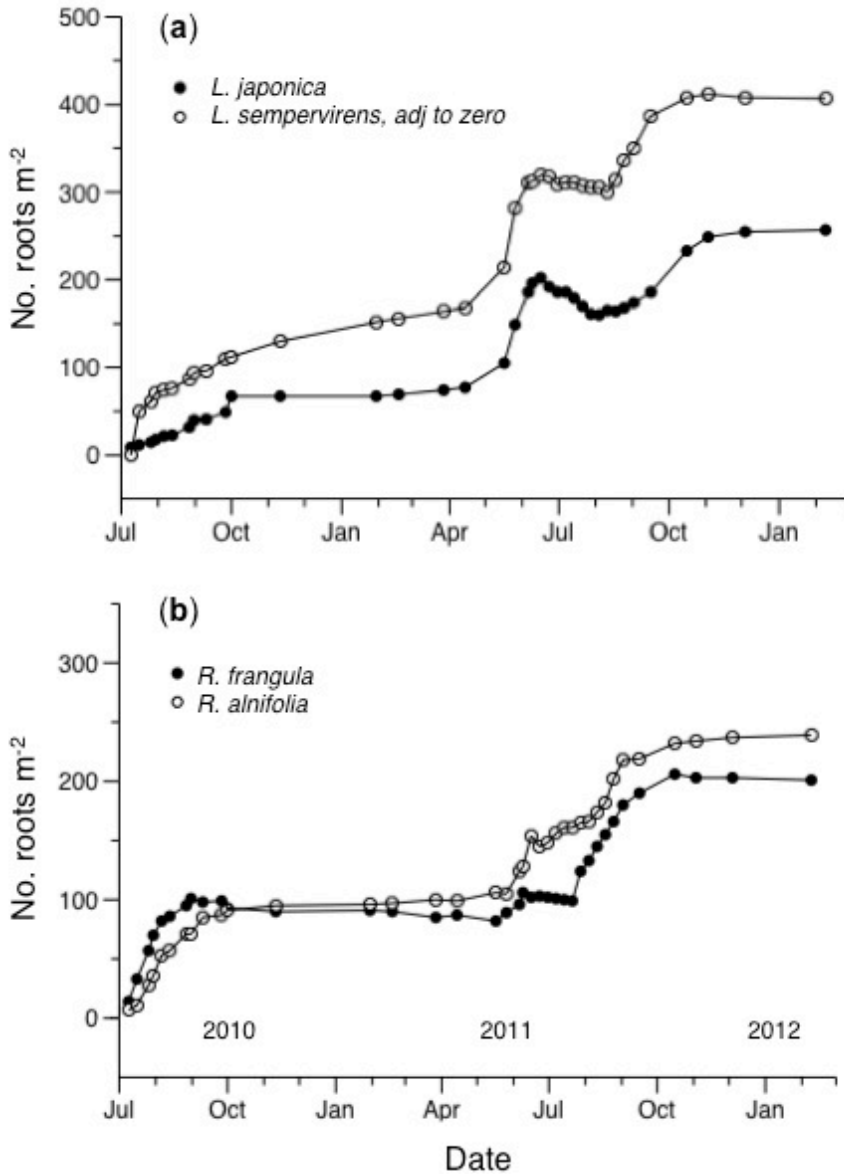 (a)
500
400
300
200
100
0
No. roots m⁻²
L. japonica
L. sempervirens, adj to zero
Jul Oct Jan Apr Jul Oct Jan
(b)
300
200
100
0
No. roots m⁻²
R. frangula
R. alnifolia
2010 2011 2012
Jul Oct Jan Apr Jul Oct Jan
Date